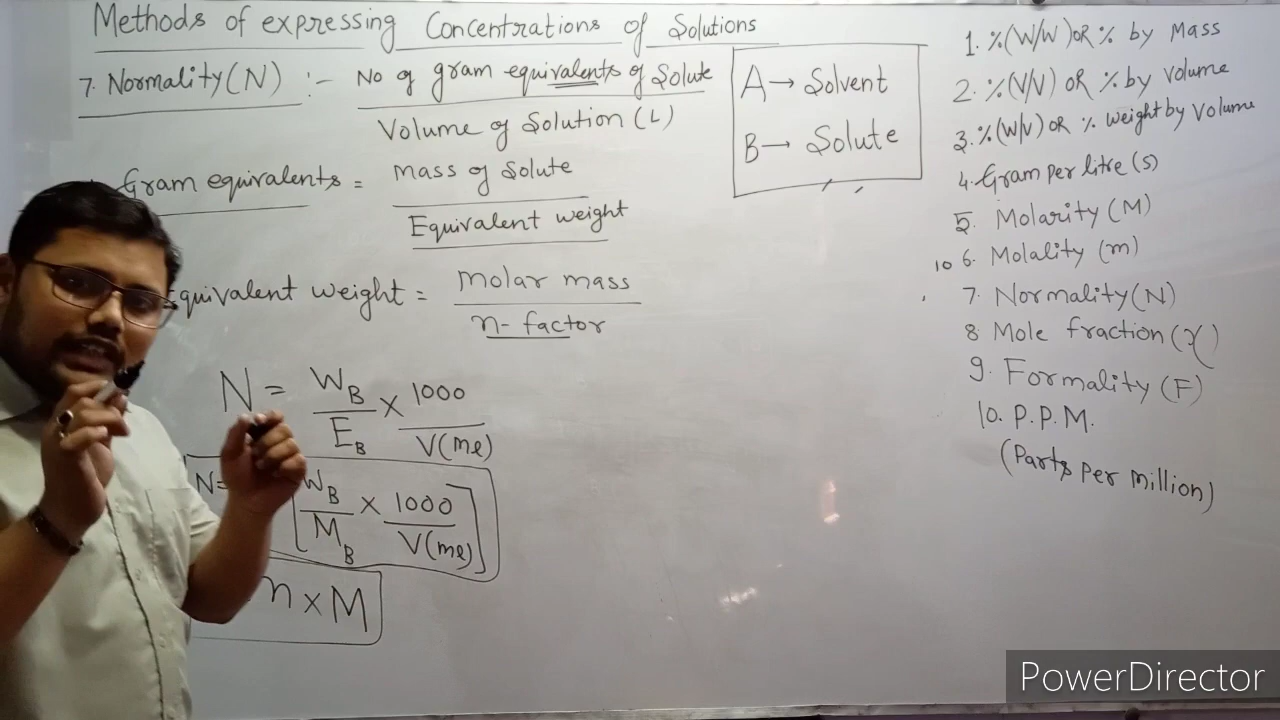 Methods of expressing Concentrations of Solutions
7. Normality (N) :- No of gram equivalents of Solute
Volume of Solution (L)
Gram equivalents = mass of Solute
Equivalent weight
Equivalent weight = molar mass
n-factor
N = W_B / E_B × 1000 / V(ml)
N= [W_B / M_B × 1000 / V(ml)]
n × M
A → Solvent
B → Solute
1. %(W/W) OR % by Mass
2. %(V/V) OR % by Volume
3. %(W/V) OR % weight by Volume
4. Gram per litre (s)
5. Molarity (M)
10 6. Molality (m)
7. Normality (N)
8 Mole fraction (χ)
9. Formality (F)
10. P.P.M.
(Parts Per million)
PowerDirector